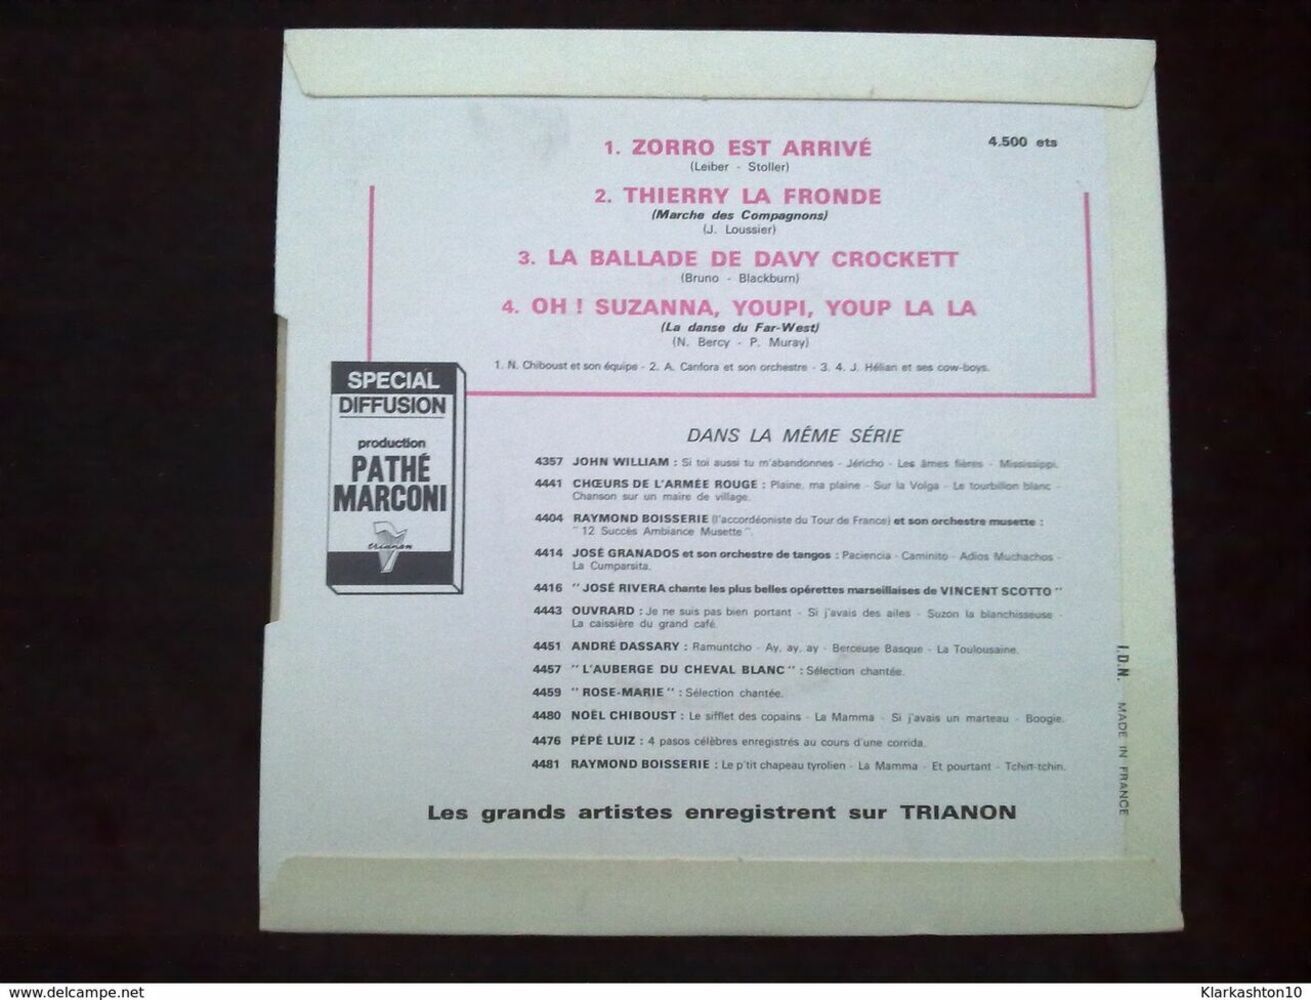 1. ZORRO EST ARRIVÉ
4.500 ets
(Leiber - Stoller)
2. THIERRY LA FRONDE
(Marche des Compagnons)
(J. Loussier)
3. LA BALLADE DE DAVY CROCKETT
(Bruno - Blackburn)
4. OH ! SUZANNA, YOUPI, YOUP LA LA
(La danse du Far-West)
(N. Bercy - P. Muray)
1. N. Chiboust et son équipe - 2. A. Canfora et son orchestre - 3. 4. J. Hélian et ses cow-boys.
SPECIAL
DIFFUSION
production
PATHÉ
MARCONI
trianon
DANS LA MÊME SÉRIE
4357 JOHN WILLIAM : Si toi aussi tu m'abandonnes - Jéricho - Les âmes fières - Mississippi.
4441 CHŒURS DE L'ARMÉE ROUGE : Plaine, ma plaine - Sur la Volga - Le tourbillon blanc -
Chanson sur un maire de village.
4404 RAYMOND BOISSERIE (l'accordéoniste du Tour de France) et son orchestre musette :
" 12 Succès Ambiance Musette ".
4414 JOSÉ GRANADOS et son orchestre de tangos : Paciencia - Caminito - Adios Muchachos -
La Cumparsita.
4416 " JOSÉ RIVERA chante les plus belles opérettes marseillaises de VINCENT SCOTTO "
4443 OUVRARD : Je ne suis pas bien portant - Si j'avais des ailes - Suzon la blanchisseuse -
La caissière du grand café.
4451 ANDRÉ DASSARY : Ramuntcho - Ay, ay, ay - Berceuse Basque - La Toulousaine.
4457 " L'AUBERGE DU CHEVAL BLANC " : Sélection chantée.
4459 " ROSE-MARIE " : Sélection chantée.
4480 NOËL CHIBOUST : Le sifflet des copains - La Mamma - Si j'avais un marteau - Boogie.
4476 PÉPÉ LUIZ : 4 pasos célèbres enregistrés au cours d'une corrida.
4481 RAYMOND BOISSERIE : Le p'tit chapeau tyrolien - La Mamma - Et pourtant - Tchin-tchin.
Les grands artistes enregistrent sur TRIANON
I.D.N. MADE IN FRANCE
www.delcampe.net
Klarkashton10